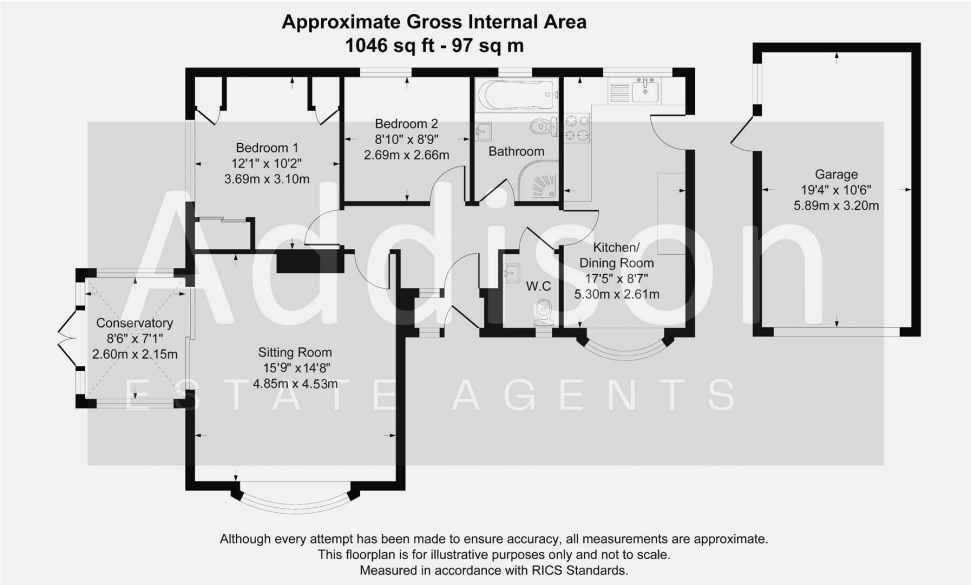 Approximate Gross Internal Area
1046 sq ft - 97 sq m
Bedroom 1
12'1" x 10'2"
3.69m x 3.10m
Bedroom 2
8'10" x 8'9"
2.69m x 2.66m
Bathroom
Kitchen/
Dining Room
17'5" x 8'7"
5.30m x 2.61m
Garage
19'4" x 10'6"
5.89m x 3.20m
W.C
Conservatory
8'6" x 7'1"
2.60m x 2.15m
Sitting Room
15'9" x14'8"
4.85m x 4.53m
Addison
ESTATE AGENTS
Although every attempt has been made to ensure accuracy, all measurements are approximate.
This floorplan is for illustrative purposes only and not to scale.
Measured in accordance with RICS Standards.